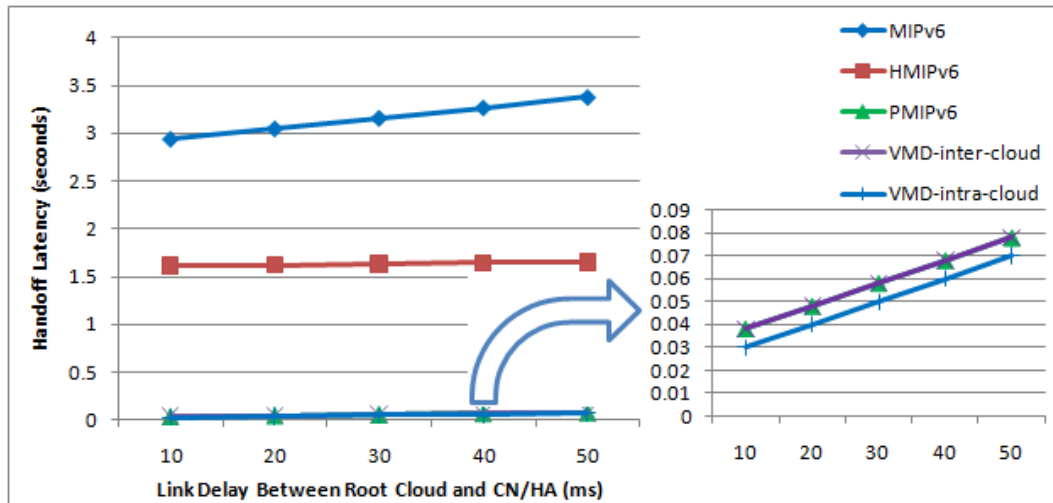 Handoff Latency (seconds)
4
3.5
3
2.5
2
1.5
1
0.5
0
10 20 30 40 50
Link Delay Between Root Cloud and CN/HA (ms)
MIPv6
HMIPv6
PMIPv6
VMD-inter-cloud
VMD-intra-cloud
0.09
0.08
0.07
0.06
0.05
0.04
0.03
0.02
0.01
0
10 20 30 40 50